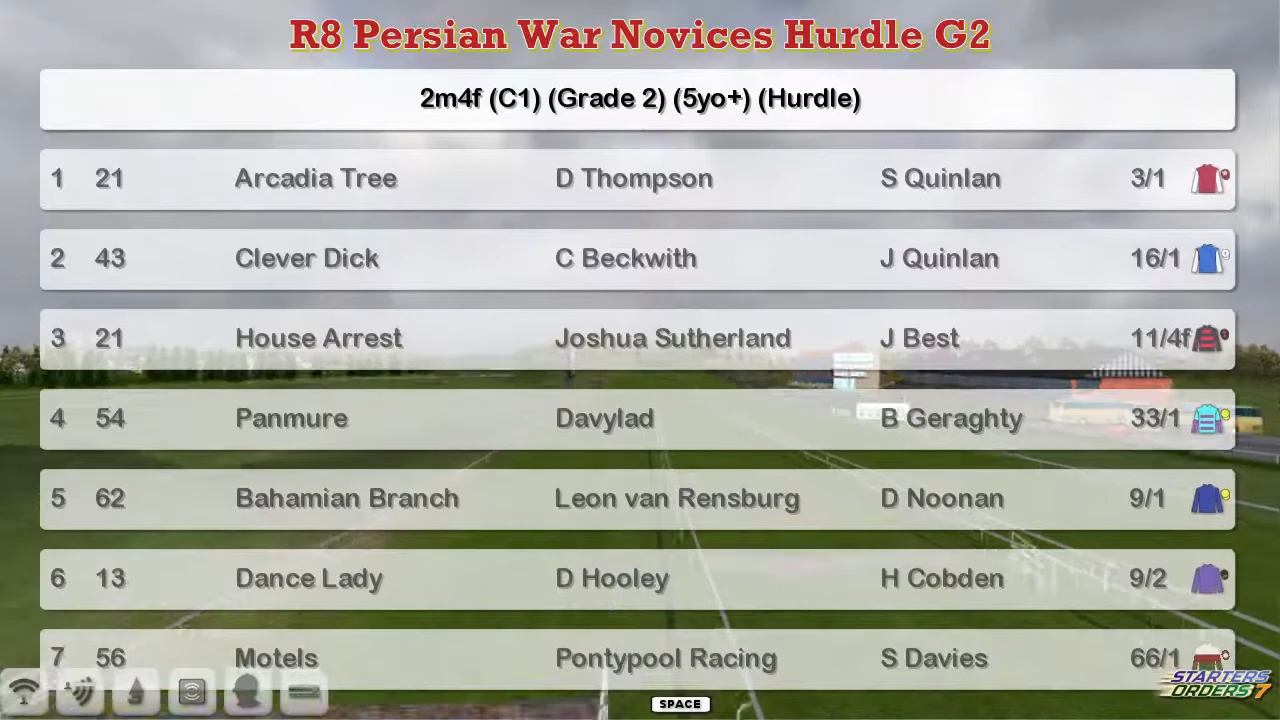 R8 Persian War Novices Hurdle G2
2m4f (C1) (Grade 2) (5yo+) (Hurdle)
1 21 Arcadia Tree D Thompson S Quinlan 3/1
2 43 Clever Dick C Beckwith J Quinlan 16/1
3 21 House Arrest Joshua Sutherland J Best 11/4f
4 54 Panmure Davylad B Geraghty 33/1
5 62 Bahamian Branch Leon van Rensburg D Noonan 9/1
6 13 Dance Lady D Hooley H Cobden 9/2
7 56 Motels Pontypool Racing S Davies 66/1
STARTERS ORDERS 7
SPACE